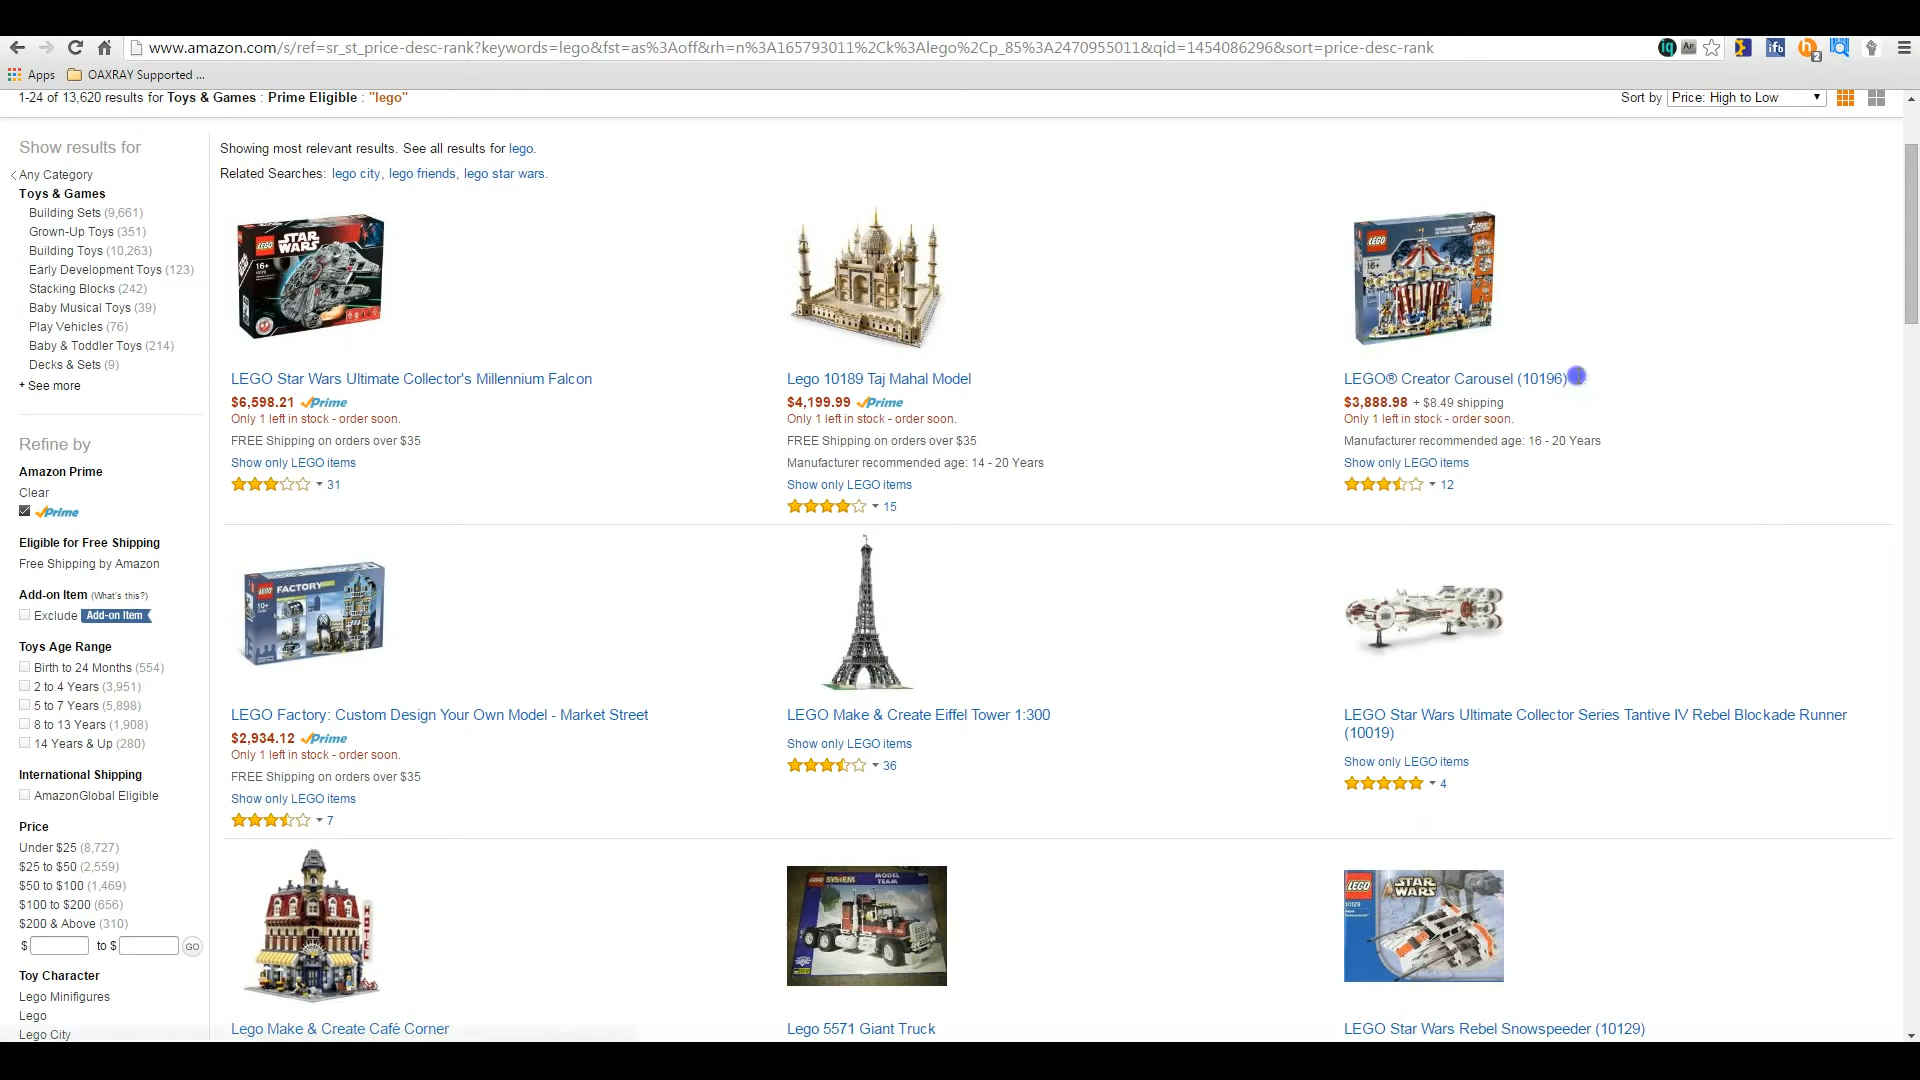 www.amazon.com/s/ref=sr_st_price-desc-rank?keywords=lego&fst=as%3Aoff&rh=n%3A165793011%2Ck%3Alego%2Cp_85%3A2470955011&qid=1454086296&sort=price-desc-rank
Apps OAXRAY Supported ...
1-24 of 13,620 results for Toys & Games : Prime Eligible : "lego"
Sort by Price: High to Low
Show results for
Any Category
Toys & Games
Building Sets (9,661)
Grown-Up Toys (351)
Building Toys (10,263)
Early Development Toys (123)
Stacking Blocks (242)
Baby Musical Toys (39)
Play Vehicles (76)
Baby & Toddler Toys (214)
Decks & Sets (9)
+ See more
Refine by
Amazon Prime
Clear
Prime
Eligible for Free Shipping
Free Shipping by Amazon
Add-on Item (What's this?)
Exclude Add-on Item
Toys Age Range
Birth to 24 Months (554)
2 to 4 Years (3,951)
5 to 7 Years (5,898)
8 to 13 Years (1,908)
14 Years & Up (280)
International Shipping
AmazonGlobal Eligible
Price
Under $25 (8,727)
$25 to $50 (2,559)
$50 to $100 (1,469)
$100 to $200 (656)
$200 & Above (310)
$ to $ GO
Toy Character
Lego Minifigures
Lego
Lego City
Showing most relevant results. See all results for lego.
Related Searches: lego city, lego friends, lego star wars.
LEGO STAR WARS
16+
LEGO Star Wars Ultimate Collector's Millennium Falcon
$6,598.21 Prime
Only 1 left in stock - order soon.
FREE Shipping on orders over $35
Show only LEGO items
31
Lego 10189 Taj Mahal Model
$4,199.99 Prime
Only 1 left in stock - order soon.
FREE Shipping on orders over $35
Manufacturer recommended age: 14 - 20 Years
Show only LEGO items
15
LEGO
16+
LEGO® Creator Carousel (10196)
$3,888.98 + $8.49 shipping
Only 1 left in stock - order soon.
Manufacturer recommended age: 16 - 20 Years
Show only LEGO items
12
LEGO FACTORY
10+
LEGO Factory: Custom Design Your Own Model - Market Street
$2,934.12 Prime
Only 1 left in stock - order soon.
FREE Shipping on orders over $35
Show only LEGO items
7
LEGO Make & Create Eiffel Tower 1:300
Show only LEGO items
36
LEGO Star Wars Ultimate Collector Series Tantive IV Rebel Blockade Runner
(10019)
Show only LEGO items
4
HOTEL
Lego Make & Create Café Corner
LEGO SYSTEM MODEL TEAM
Lego 5571 Giant Truck
LEGO STAR WARS
10129
LEGO Star Wars Rebel Snowspeeder (10129)